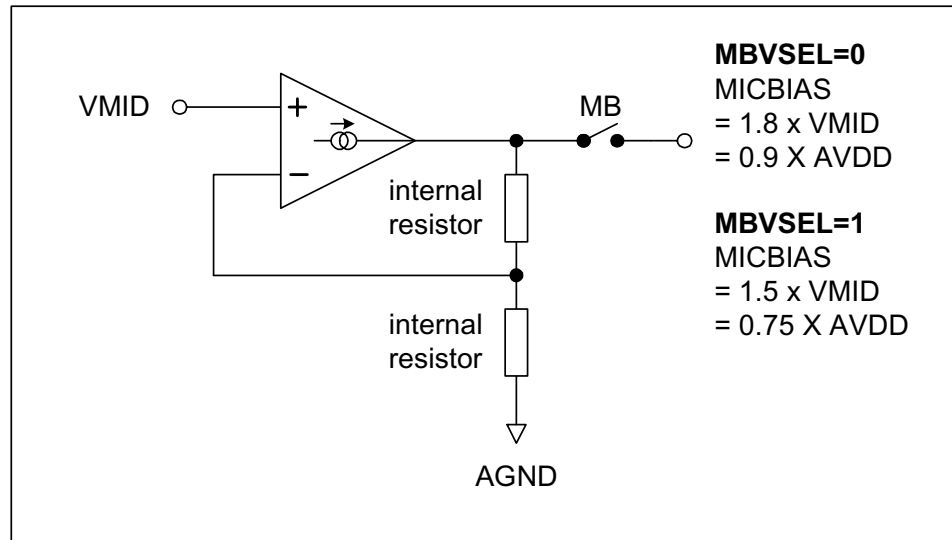 VMID
+
−
MB
internal
resistor
internal
resistor
AGND
MBVSEL=0
MICBIAS
= 1.8 x VMID
= 0.9 X AVDD
MBVSEL=1
MICBIAS
= 1.5 x VMID
= 0.75 X AVDD